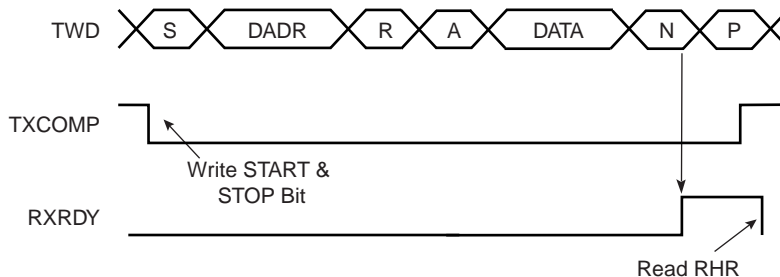 TWD S DADR R A DATA N P
TXCOMP
Write START &
STOP Bit
RXRDY
Read RHR